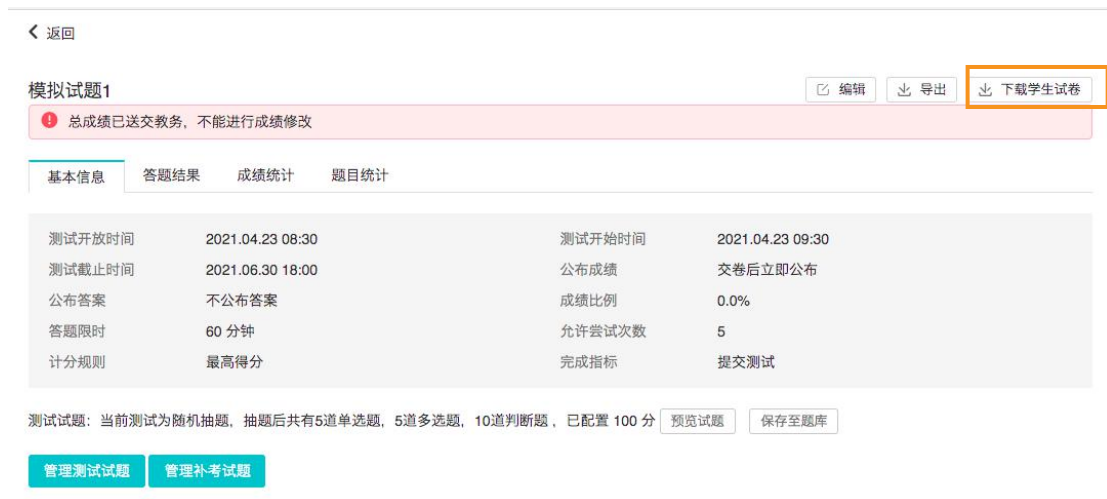 返回
模拟试题1 编辑 导出 下载学生试卷
总成绩已送交教务，不能进行成绩修改
基本信息 答题结果 成绩统计 题目统计
测试开放时间 2021.04.23 08:30 测试开始时间 2021.04.23 09:30
测试截止时间 2021.06.30 18:00 公布成绩 交卷后立即公布
公布答案 不公布答案 成绩比例 0.0%
答题限时 60 分钟 允许尝试次数 5
计分规则 最高得分 完成指标 提交测试
测试试题：当前测试为随机抽题，抽题后共有5道单选题，5道多选题，10道判断题 ，已配置 100 分 预览试题 保存至题库
管理测试试题 管理补考试题